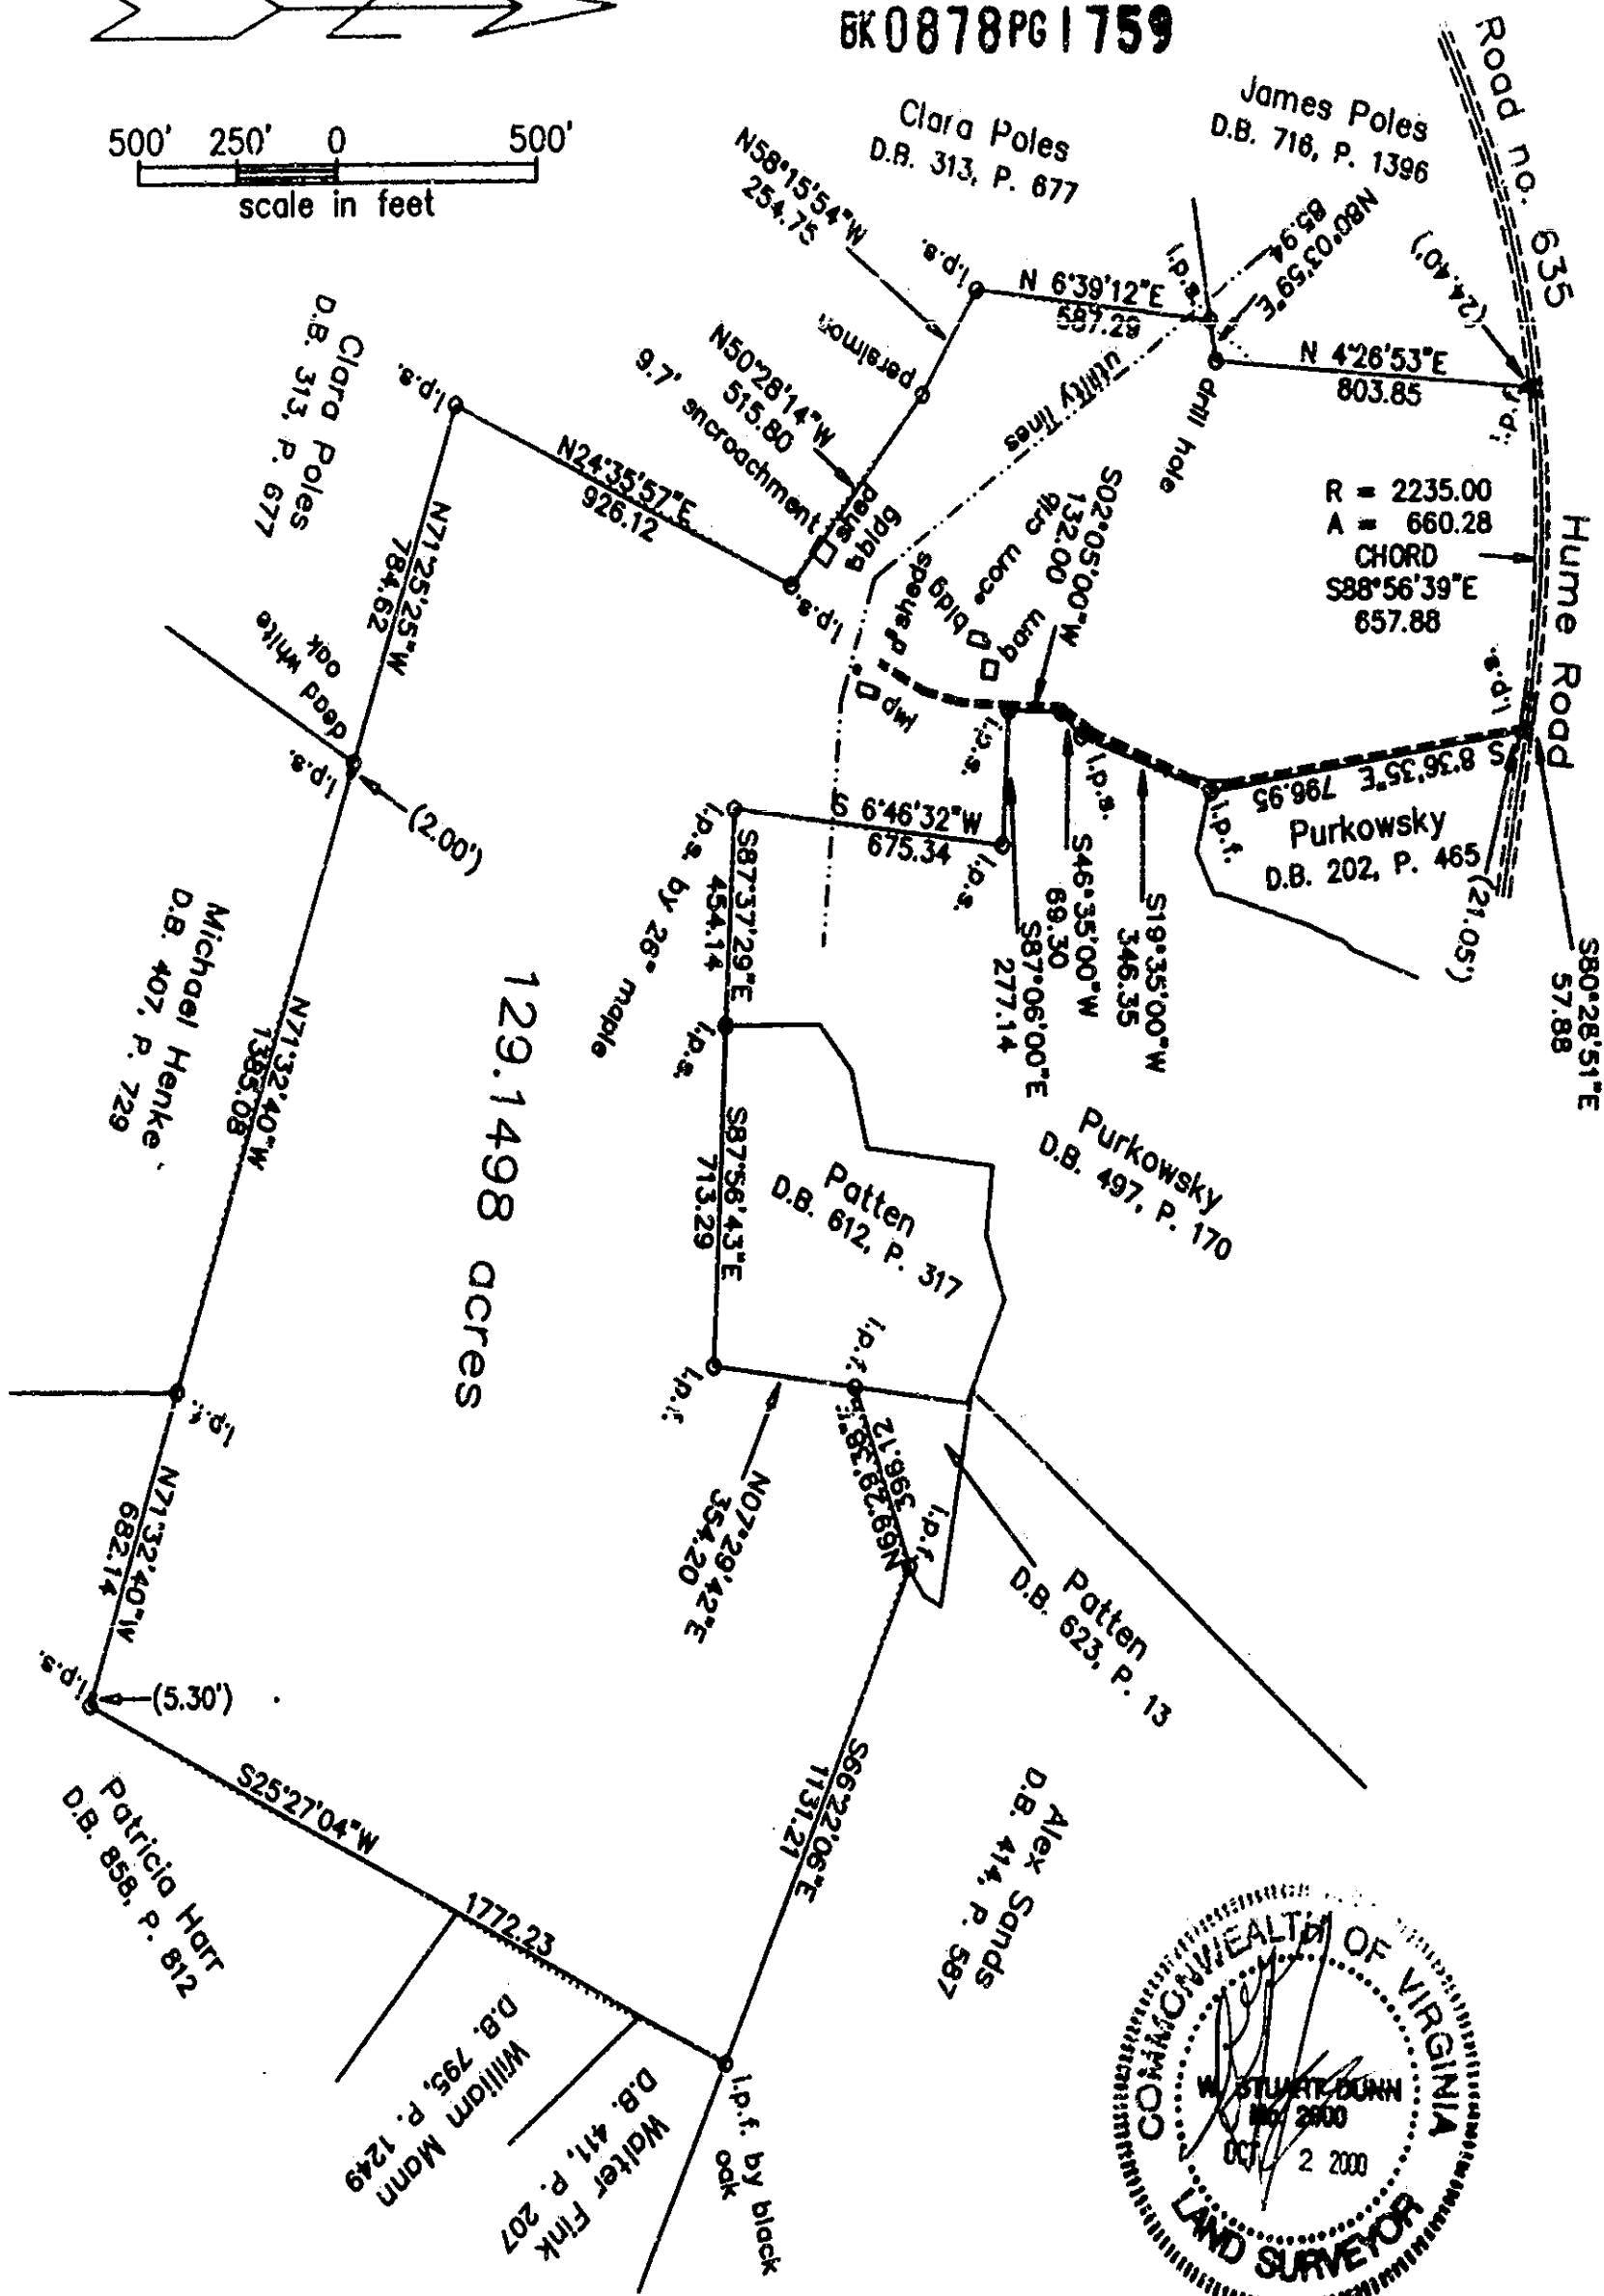 BK0878PG1759
500' 250' 0 500'
scale in feet
Clara Poles
D.B. 313, P. 677
James Poles
D.B. 716, P. 1396
Road no. 635
Hume Road
N58°15'54"W
254.75
i.p.s.
N 6°39'12"E
587.29
i.p.s.
N80°03'59"E
85.94
(24.40')
N 4°26'53"E
803.85
i.p.f.
drill hole
persimmon
N50°28'14"W
515.80
9.7' encroachment
shed
bldg
utility lines
R = 2235.00
A = 660.28
CHORD
S88°56'39"E
657.88
Clara Poles
D.B. 313, P. 677
i.p.s.
N24°35'57"E
926.12
i.p.s.
sheds
bldg
corn crib
barn
dwl
S02°05'00"W
132.00
i.p.s.
i.p.s.
i.p.s.
S 8°36'35"E 796.95
i.p.f.
Purkowsky
D.B. 202, P. 465
(21.05')
S80°28'51"E
57.88
N71°25'25"W
784.62
dead white
oak
i.p.s.
(2.00')
S 6°46'32"W
675.34
i.p.s.
S19°35'00"W
346.35
S46°35'00"W
69.30
S87°06'00"E
277.14
i.p.s. by 26" maple
S87°37'29"E
454.14
i.p.s.
Michael Henke
D.B. 407, P. 729
N71°32'40"W
1385.08
129.1498 acres
S87°56'43"E
713.29
Patten
D.B. 612, P. 317
Purkowsky
D.B. 497, P. 170
i.p.f.
i.p.f.
i.p.f.
N07°29'42"E
354.20
N69°29'38"E
396.12
i.p.f.
Patten
D.B. 623, P. 13
N71°32'40"W
682.14
i.p.s.
(5.30')
S66°22'06"E
1131.21
Alex Sands
D.B. 414, P. 587
S25°27'04"W
1772.23
Patricia Harr
D.B. 858, P. 812
William Mann
D.B. 795, P. 1249
Walter Fink
D.B. 411, P. 207
i.p.f. by black
oak
COMMONWEALTH OF VIRGINIA
W. STUART DUNN
No. 2000
OCT 2 2000
LAND SURVEYOR